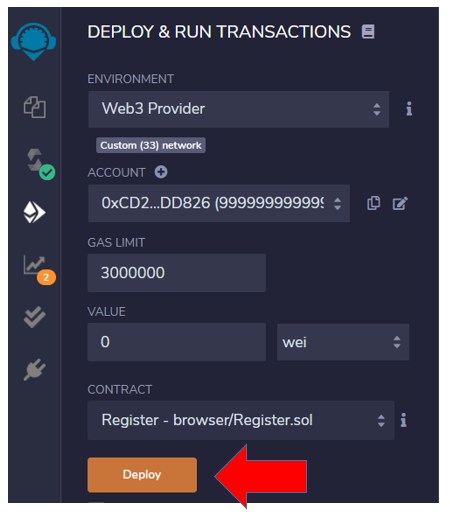 DEPLOY & RUN TRANSACTIONS
ENVIRONMENT
Web3 Provider
Custom (33) network
ACCOUNT
0xCD2...DD826 (999999999999
GAS LIMIT
3000000
VALUE
0 wei
CONTRACT
Register - browser/Register.sol
2
Deploy